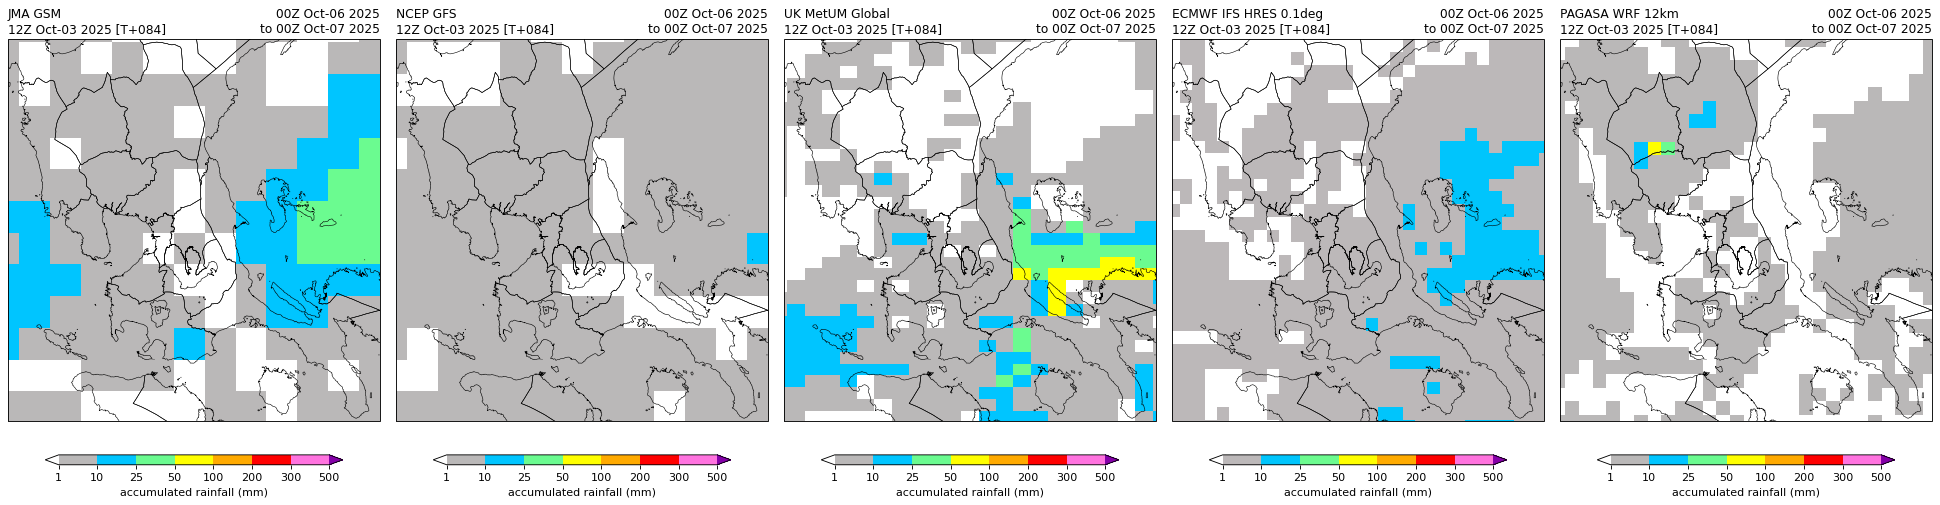 JMA GSM 00Z Oct-06 2025
12Z Oct-03 2025 [T+084] to 00Z Oct-07 2025
1 10 25 50 100 200 300 500
accumulated rainfall (mm)
NCEP GFS 00Z Oct-06 2025
12Z Oct-03 2025 [T+084] to 00Z Oct-07 2025
1 10 25 50 100 200 300 500
accumulated rainfall (mm)
UK MetUM Global 00Z Oct-06 2025
12Z Oct-03 2025 [T+084] to 00Z Oct-07 2025
1 10 25 50 100 200 300 500
accumulated rainfall (mm)
ECMWF IFS HRES 0.1deg 00Z Oct-06 2025
12Z Oct-03 2025 [T+084] to 00Z Oct-07 2025
1 10 25 50 100 200 300 500
accumulated rainfall (mm)
PAGASA WRF 12km 00Z Oct-06 2025
12Z Oct-03 2025 [T+084] to 00Z Oct-07 2025
1 10 25 50 100 200 300 500
accumulated rainfall (mm)